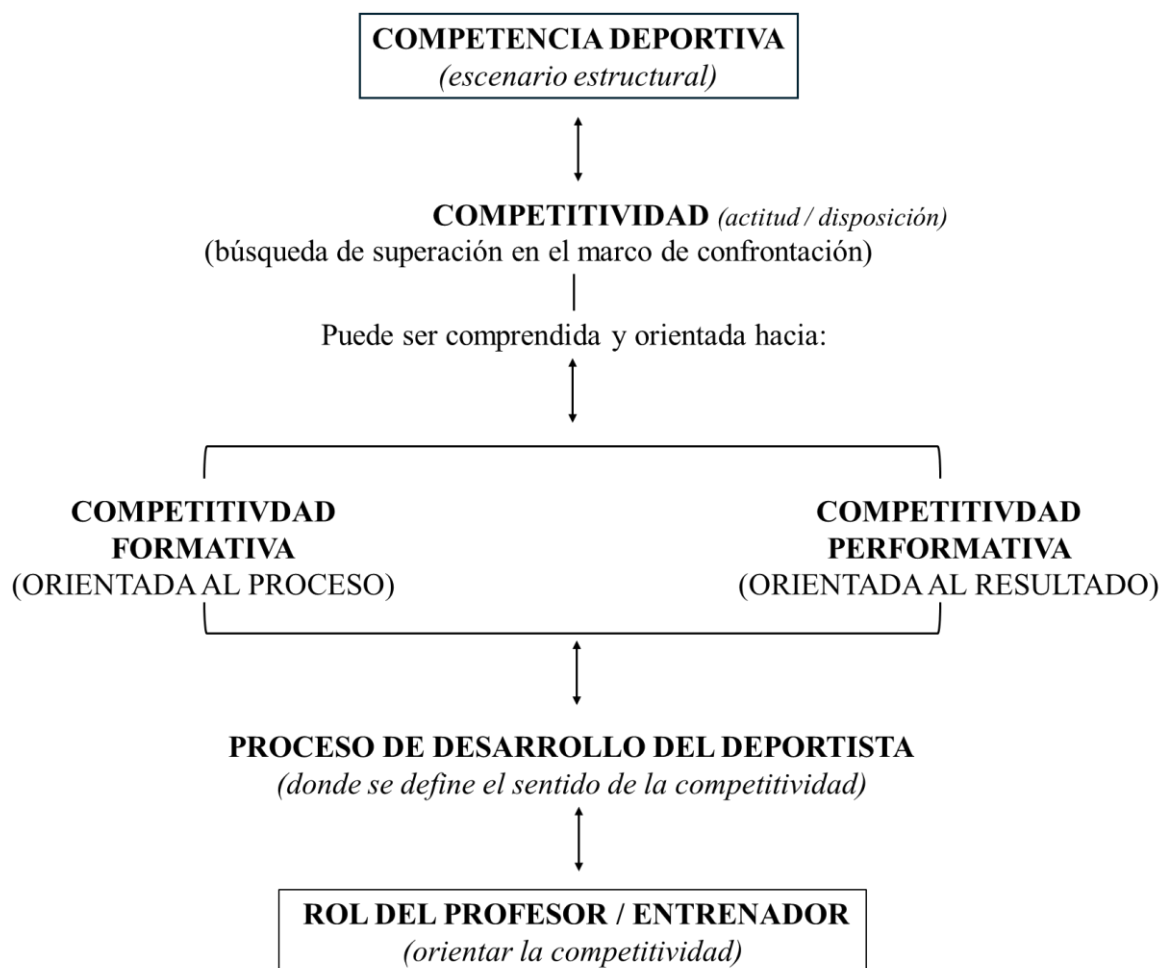 COMPETENCIA DEPORTIVA
(escenario estructural)
COMPETITIVIDAD (actitud / disposición)
(búsqueda de superación en el marco de confrontación)
Puede ser comprendida y orientada hacia:
COMPETITIVDAD
FORMATIVA
(ORIENTADA AL PROCESO)
COMPETITIVDAD
PERFORMATIVA
(ORIENTADA AL RESULTADO)
PROCESO DE DESARROLLO DEL DEPORTISTA
(donde se define el sentido de la competitividad)
ROL DEL PROFESOR / ENTRENADOR
(orientar la competitividad)